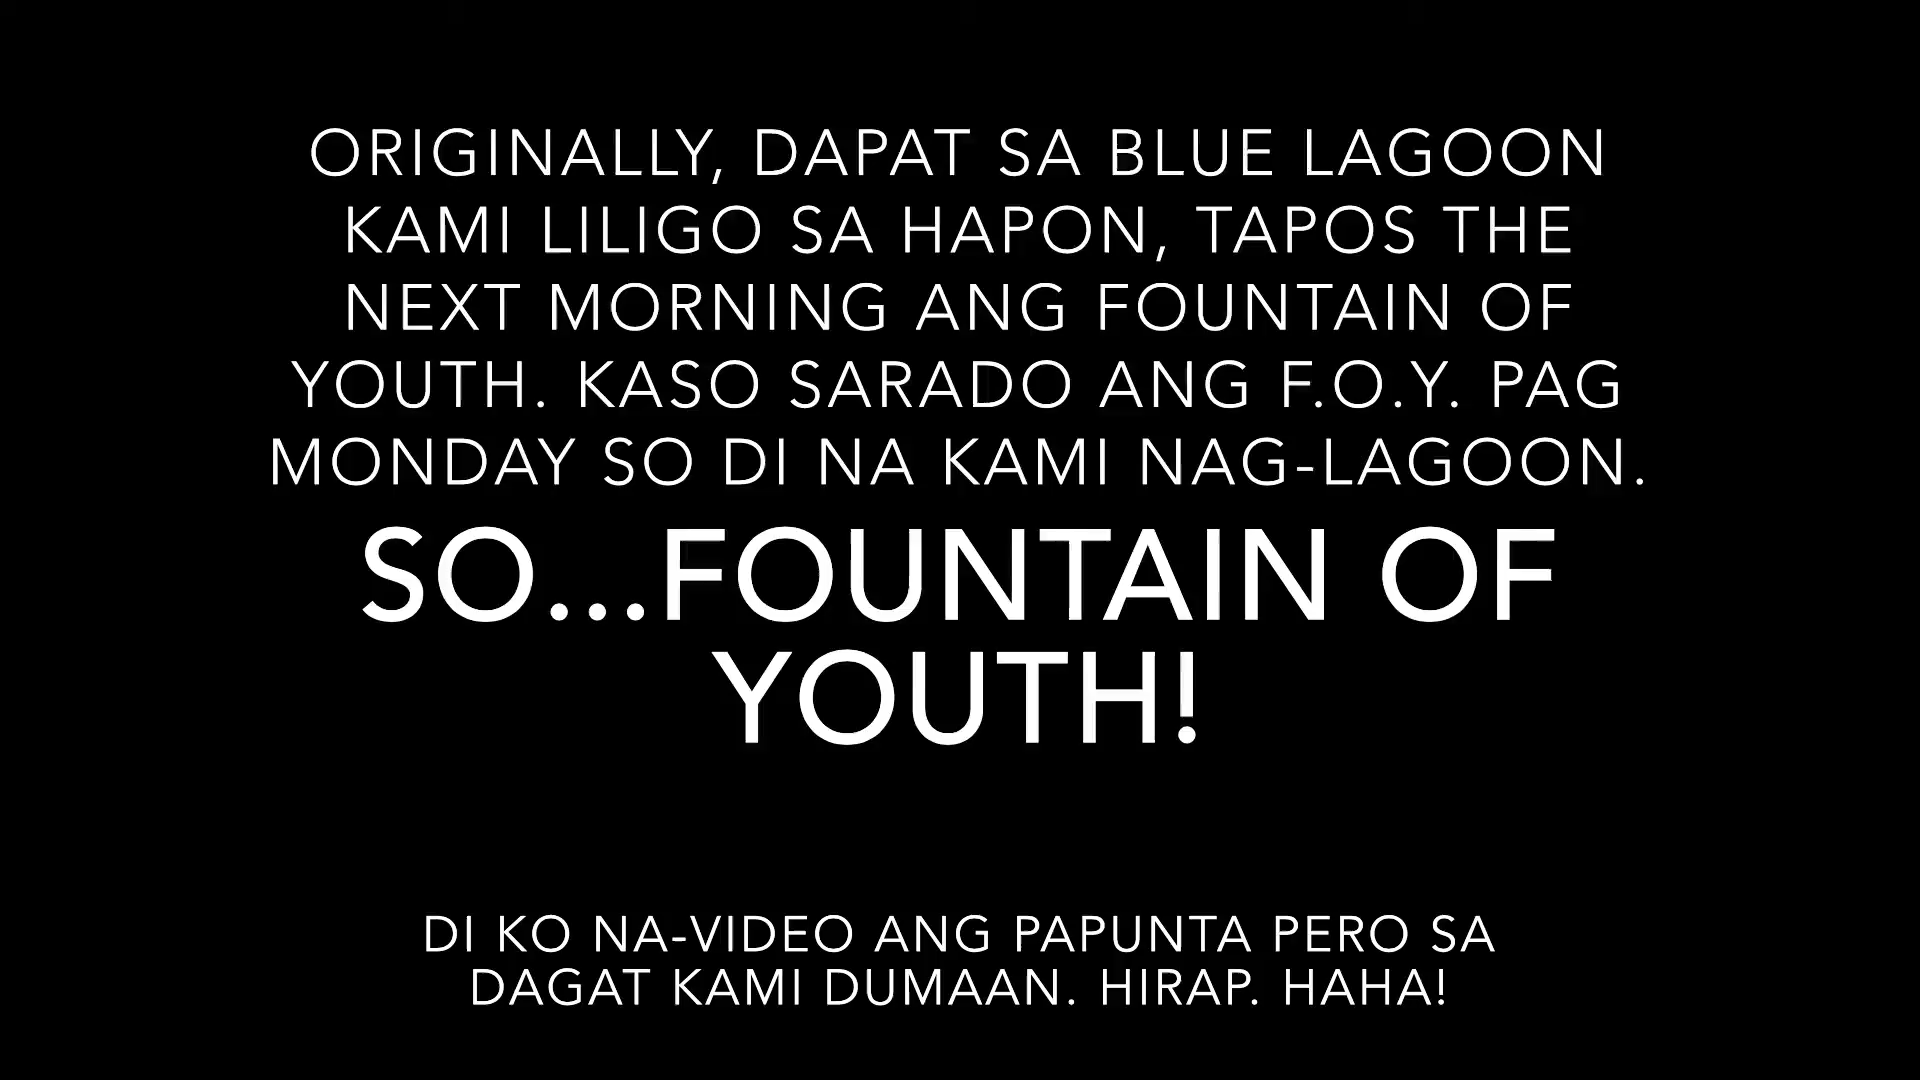 ORIGINALLY, DAPAT SA BLUE LAGOON
KAMI LILIGO SA HAPON, TAPOS THE
NEXT MORNING ANG FOUNTAIN OF
YOUTH. KASO SARADO ANG F.O.Y. PAG
MONDAY SO DI NA KAMI NAG-LAGOON.
SO...FOUNTAIN OF
YOUTH!
DI KO NA-VIDEO ANG PAPUNTA PERO SA
DAGAT KAMI DUMAAN. HIRAP. HAHA!